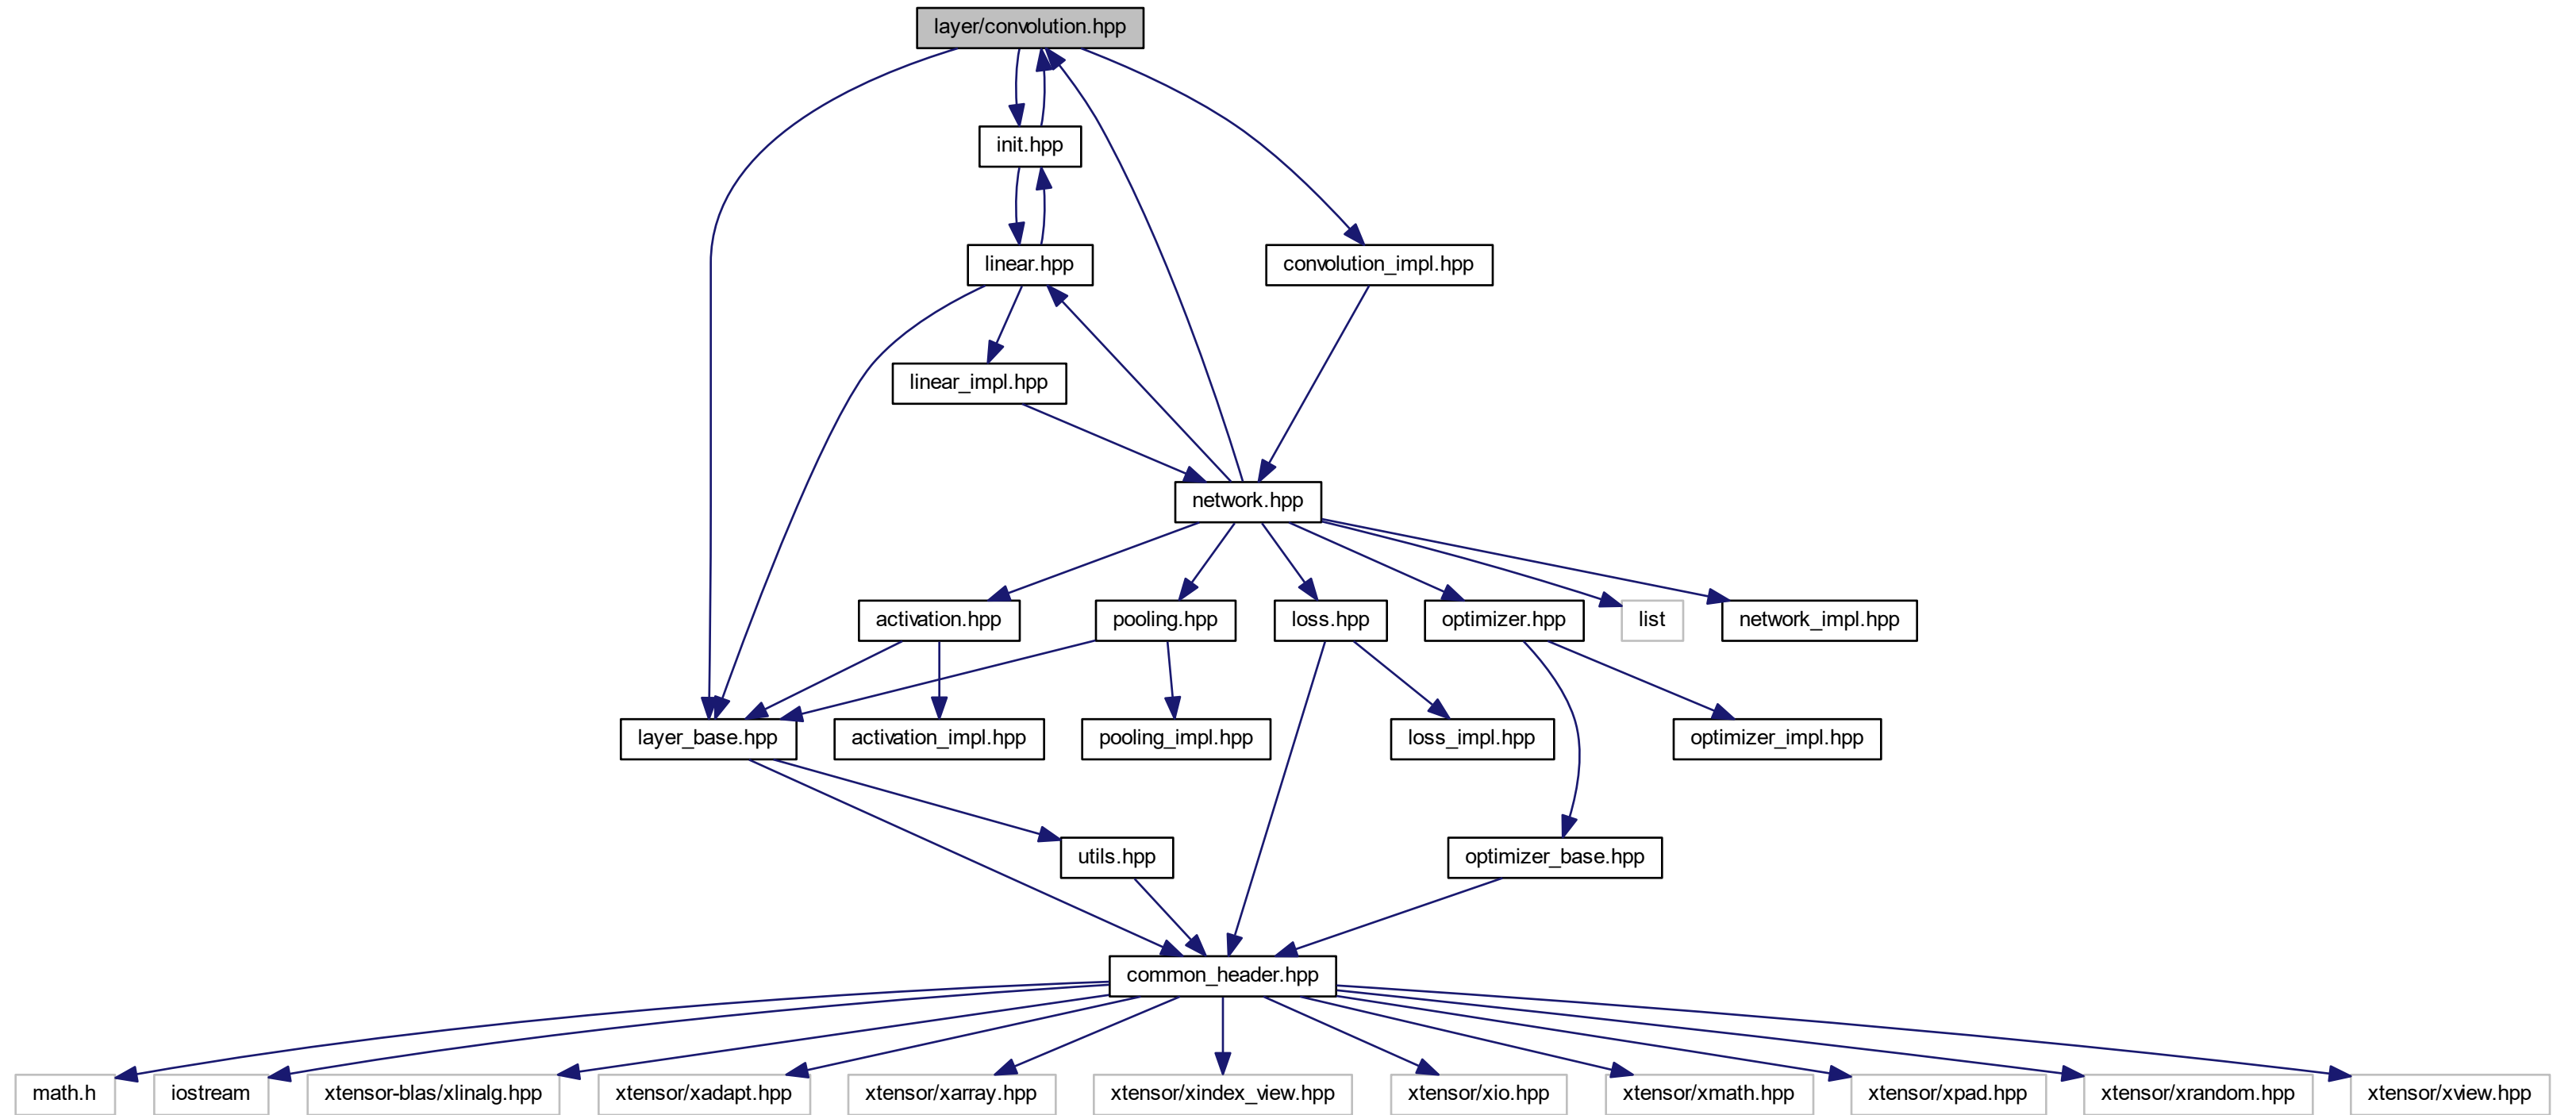 layer/convolution.hpp
init.hpp
linear.hpp
convolution_impl.hpp
linear_impl.hpp
network.hpp
activation.hpp
pooling.hpp
loss.hpp
optimizer.hpp
list
network_impl.hpp
layer_base.hpp
activation_impl.hpp
pooling_impl.hpp
loss_impl.hpp
optimizer_impl.hpp
utils.hpp
optimizer_base.hpp
common_header.hpp
math.h
iostream
xtensor-blas/xlinalg.hpp
xtensor/xadapt.hpp
xtensor/xarray.hpp
xtensor/xindex_view.hpp
xtensor/xio.hpp
xtensor/xmath.hpp
xtensor/xpad.hpp
xtensor/xrandom.hpp
xtensor/xview.hpp